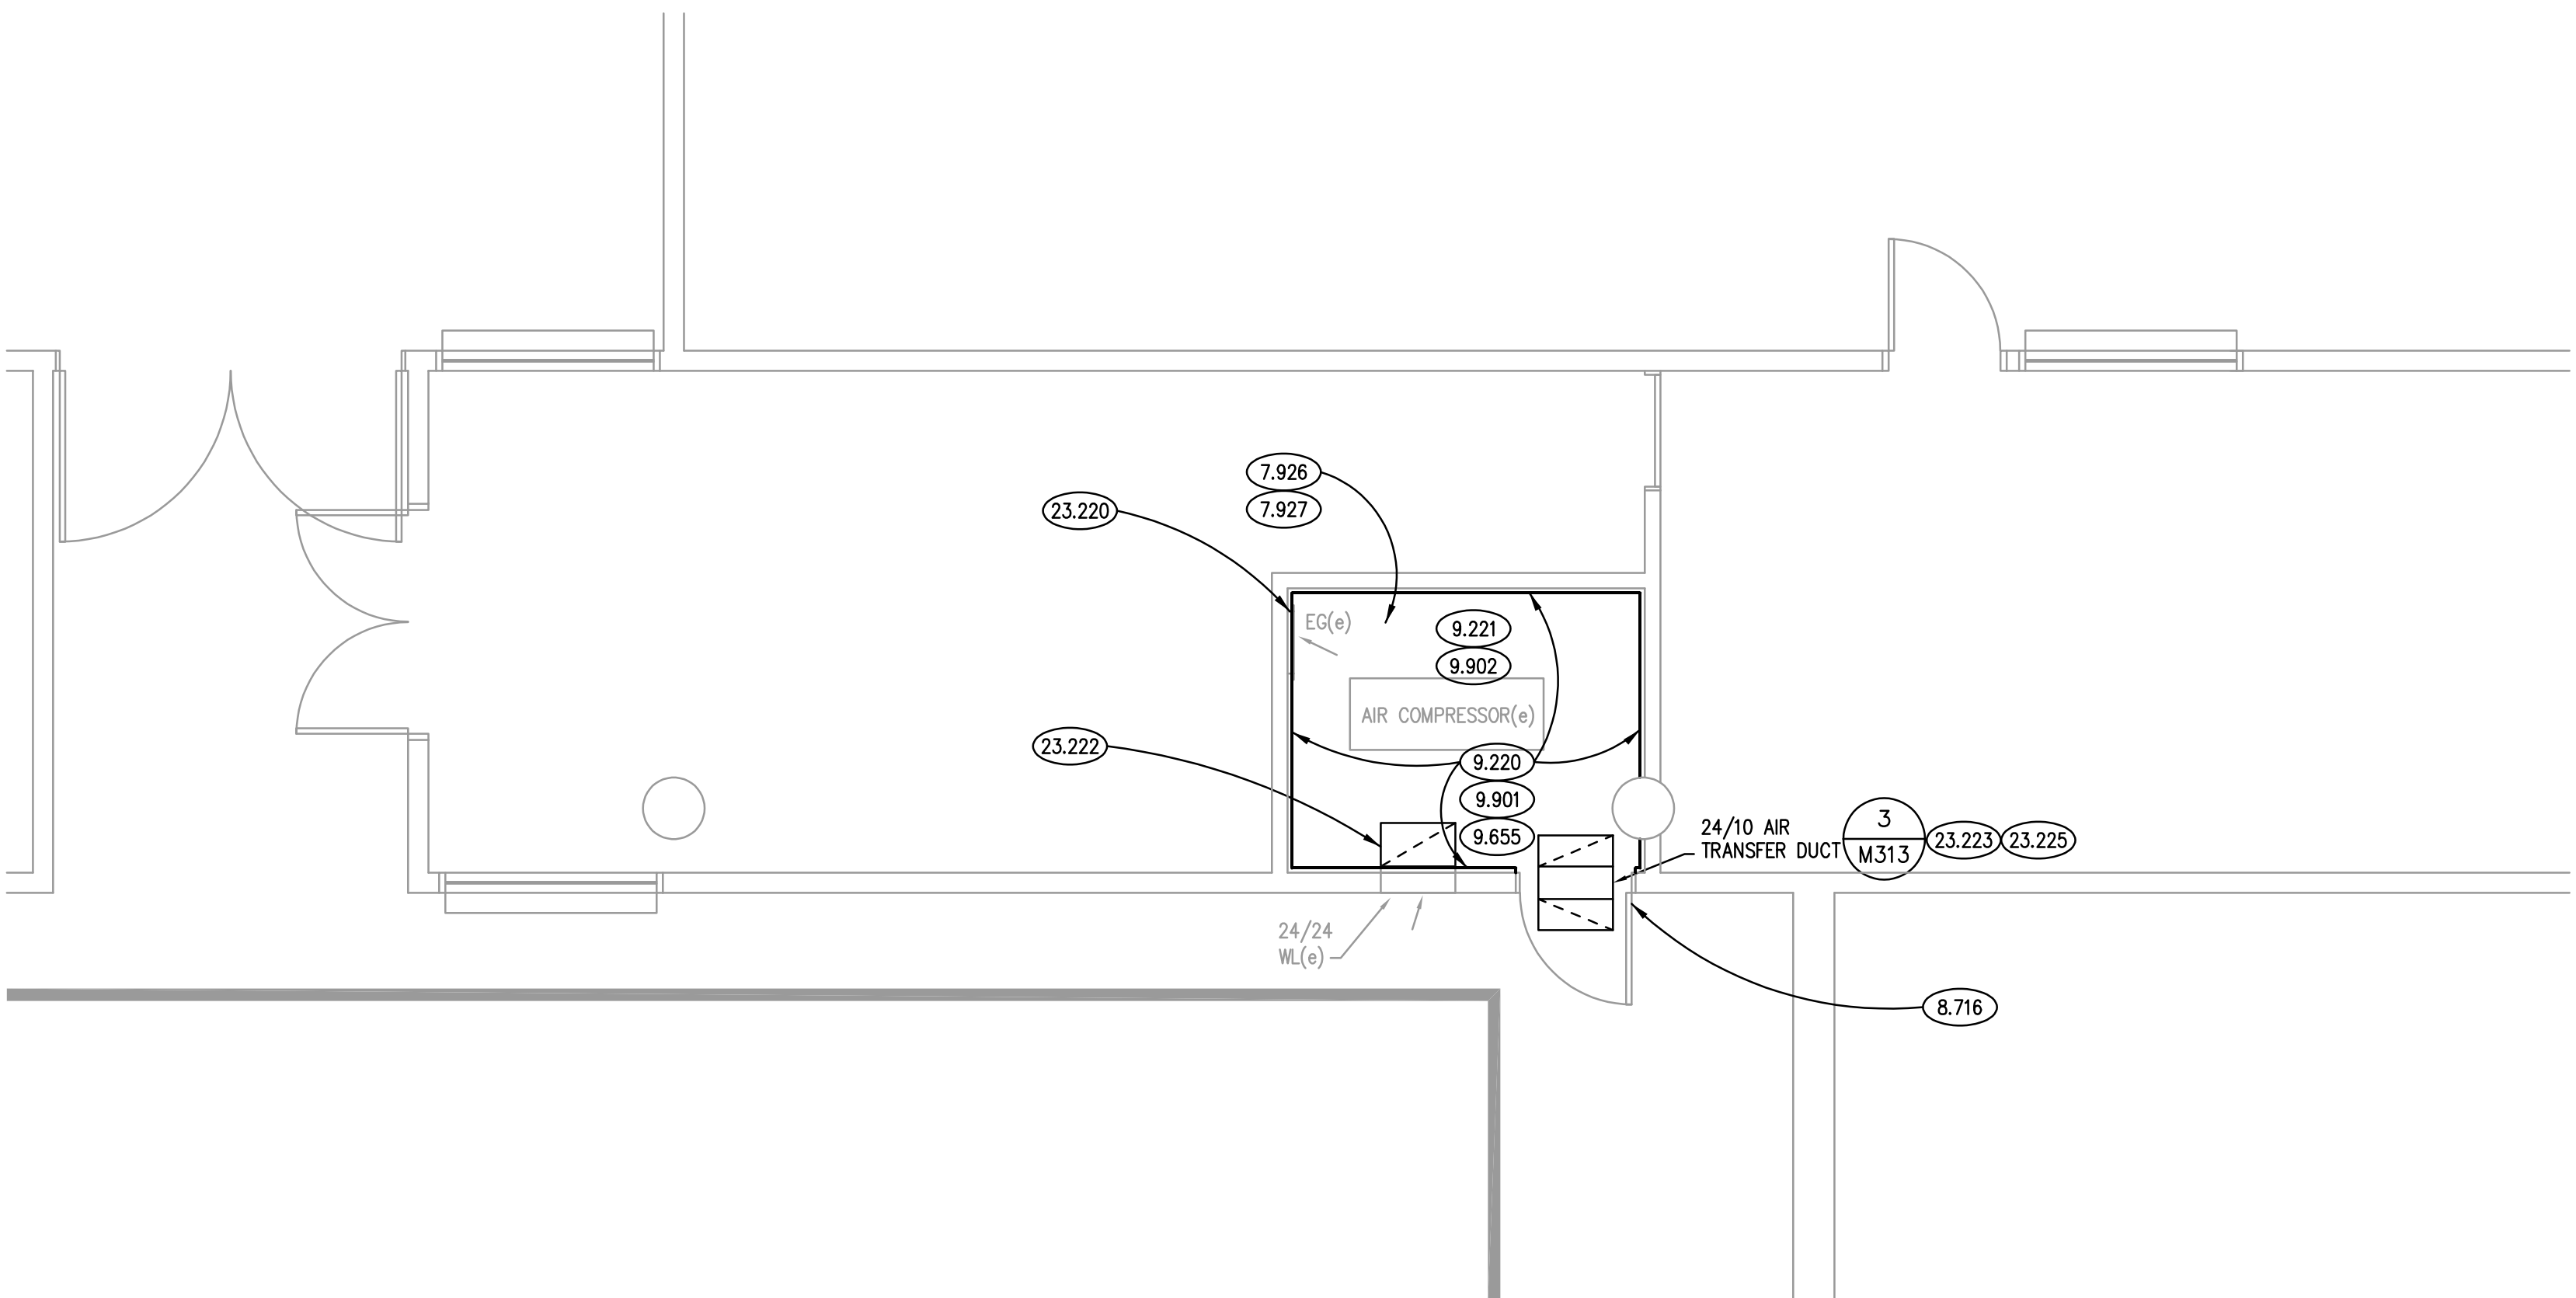 7.926
7.927
23.220
EG(e)
9.221
9.902
AIR COMPRESSOR(e)
23.222
9.220
9.901
9.655
24/10 AIR
TRANSFER DUCT
3
M313
23.223
23.225
24/24
WL(e)
8.716